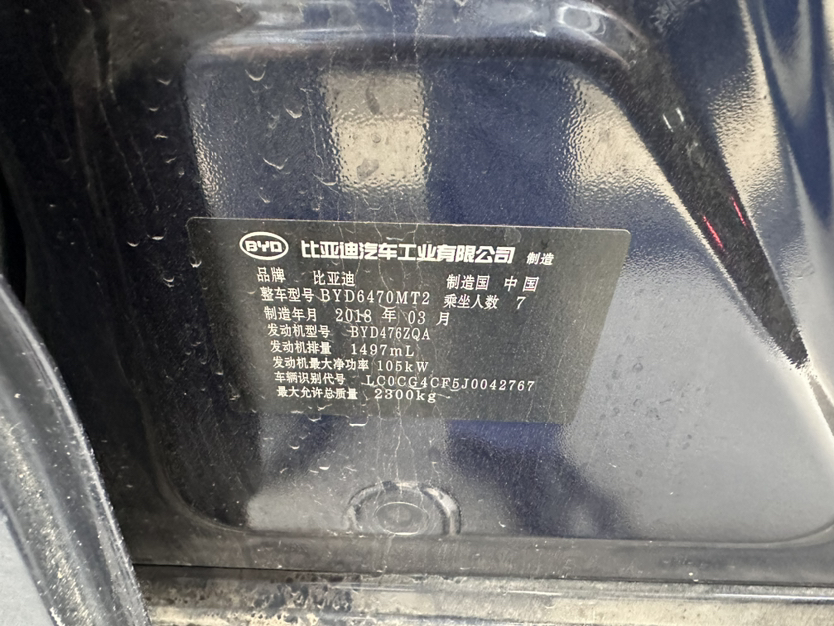 BYD 比亚迪汽车工业有限公司 制造
品牌 比亚迪 制造国 中国
整车型号 BYD6470MT2 乘坐人数 7
制造年月 2018 年 03 月
发动机型号 BYD476ZQA
发动机排量 1497mL
发动机最大净功率 105kW
车辆识别代号 LC0CG4CF5J0042767
最大允许总质量 2300kg